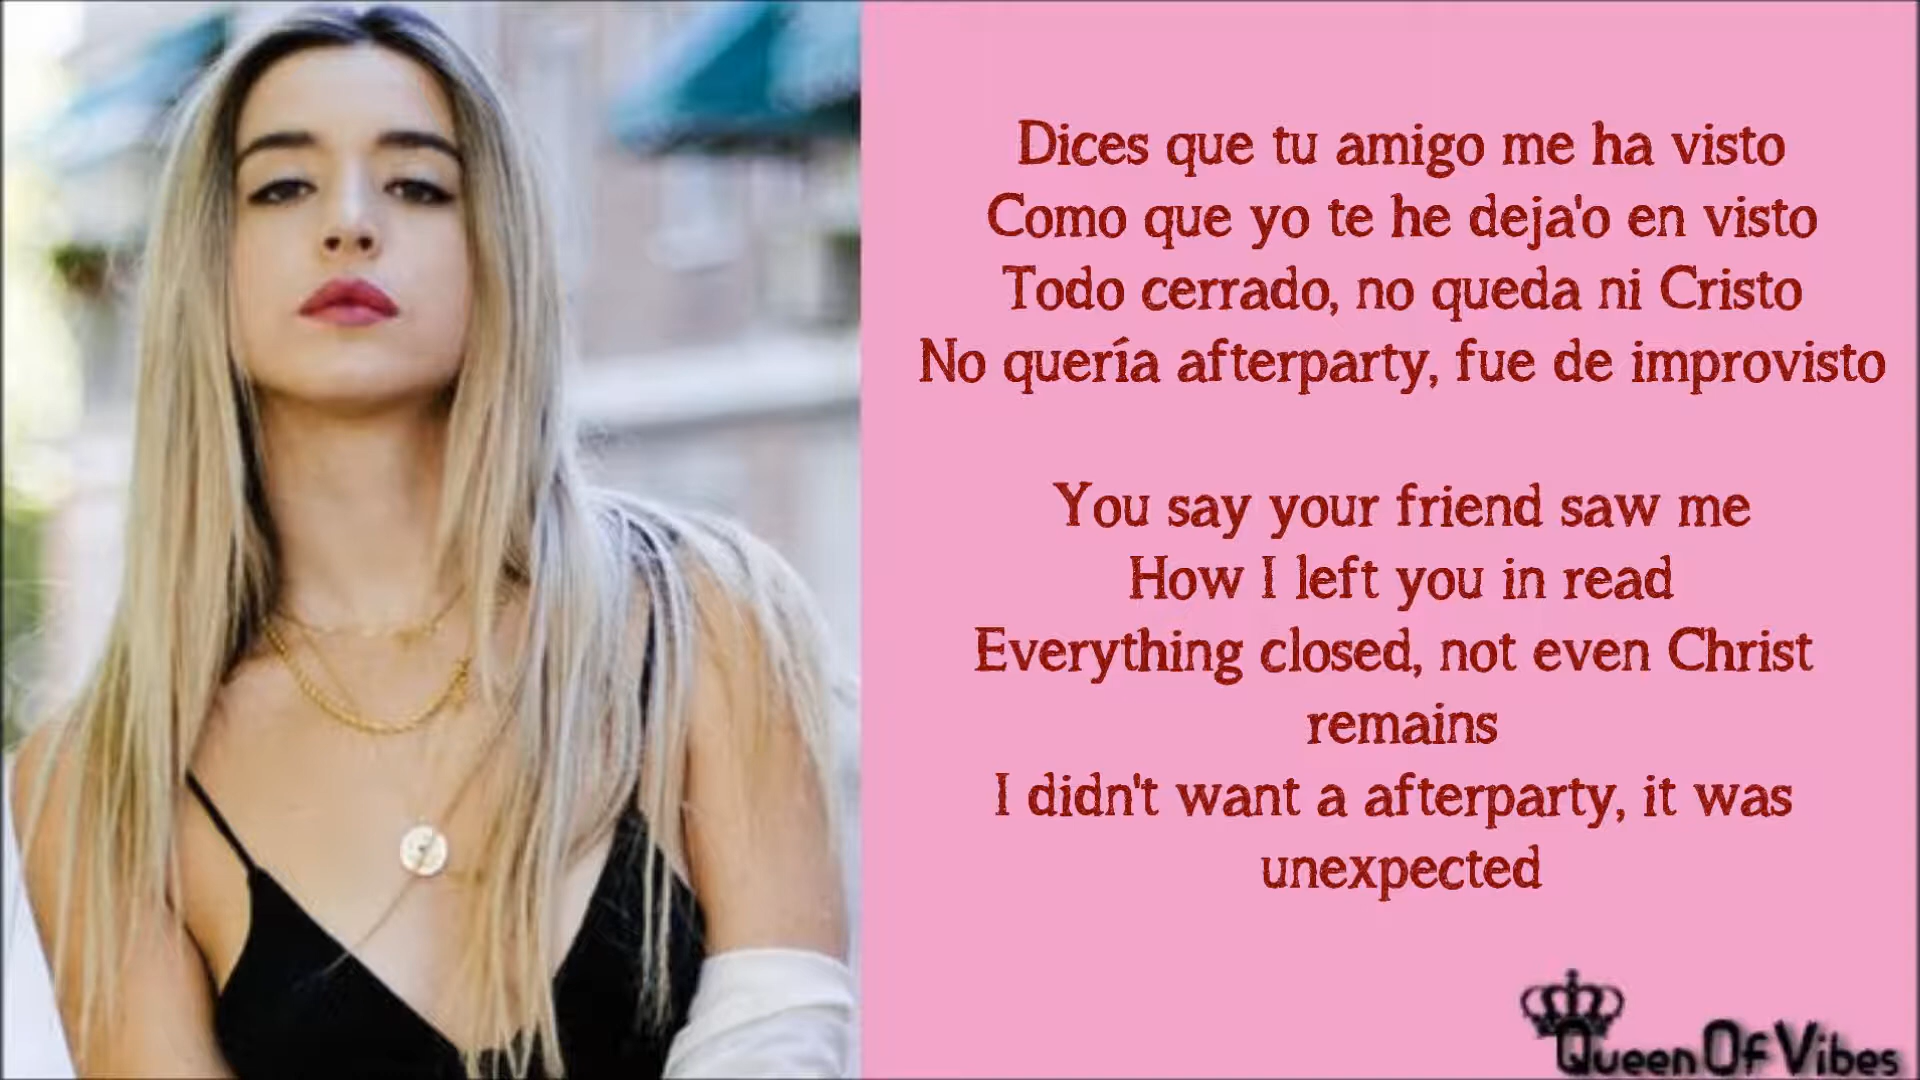 Dices que tu amigo me ha visto
Como que yo te he deja'o en visto
Todo cerrado, no queda ni Cristo
No quería afterparty, fue de improvisto
You say your friend saw me
How I left you in read
Everything closed, not even Christ
remains
I didn't want a afterparty, it was
unexpected
Queen Of Vibes